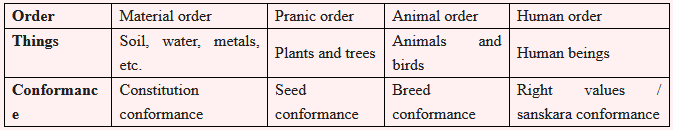 Order Material order Pranic order Animal order Human order
Things Soil, water, metals, etc. Plants and trees Animals and birds Human beings
Conformance Constitution conformance Seed conformance Breed conformance Right values / sanskara conformance